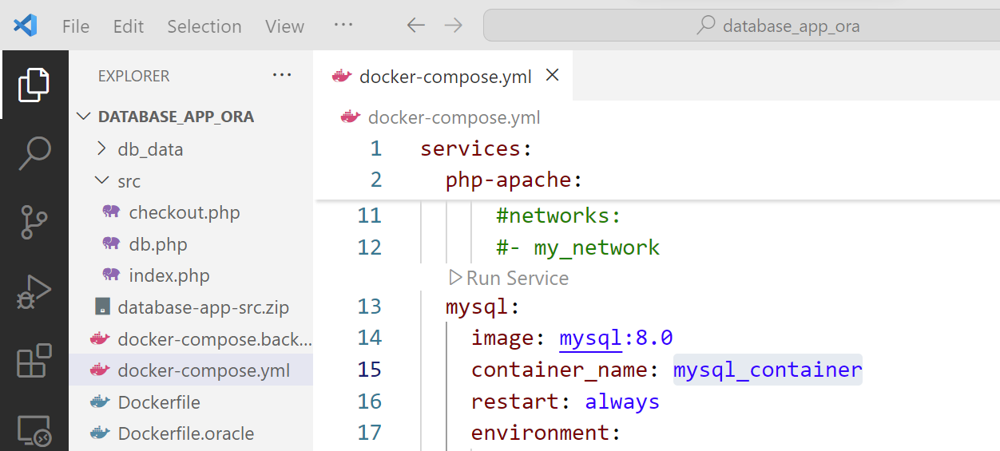 File Edit Selection View ··· database_app_ora
EXPLORER ···
DATABASE_APP_ORA
db_data
src
checkout.php
db.php
index.php
database-app-src.zip
docker-compose.back...
docker-compose.yml
Dockerfile
Dockerfile.oracle
docker-compose.yml
docker-compose.yml
1 services:
2 php-apache:
11 #networks:
12 #- my_network
Run Service
13 mysql:
14 image: mysql:8.0
15 container_name: mysql_container
16 restart: always
17 environment: